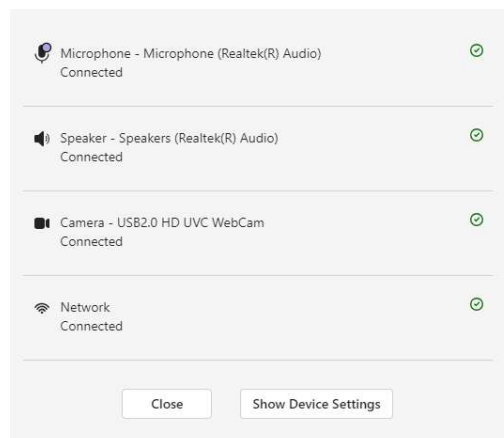 Microphone - Microphone (Realtek(R) Audio)
Connected
Speaker - Speakers (Realtek(R) Audio)
Connected
Camera - USB2.0 HD UVC WebCam
Connected
Network
Connected
Close
Show Device Settings